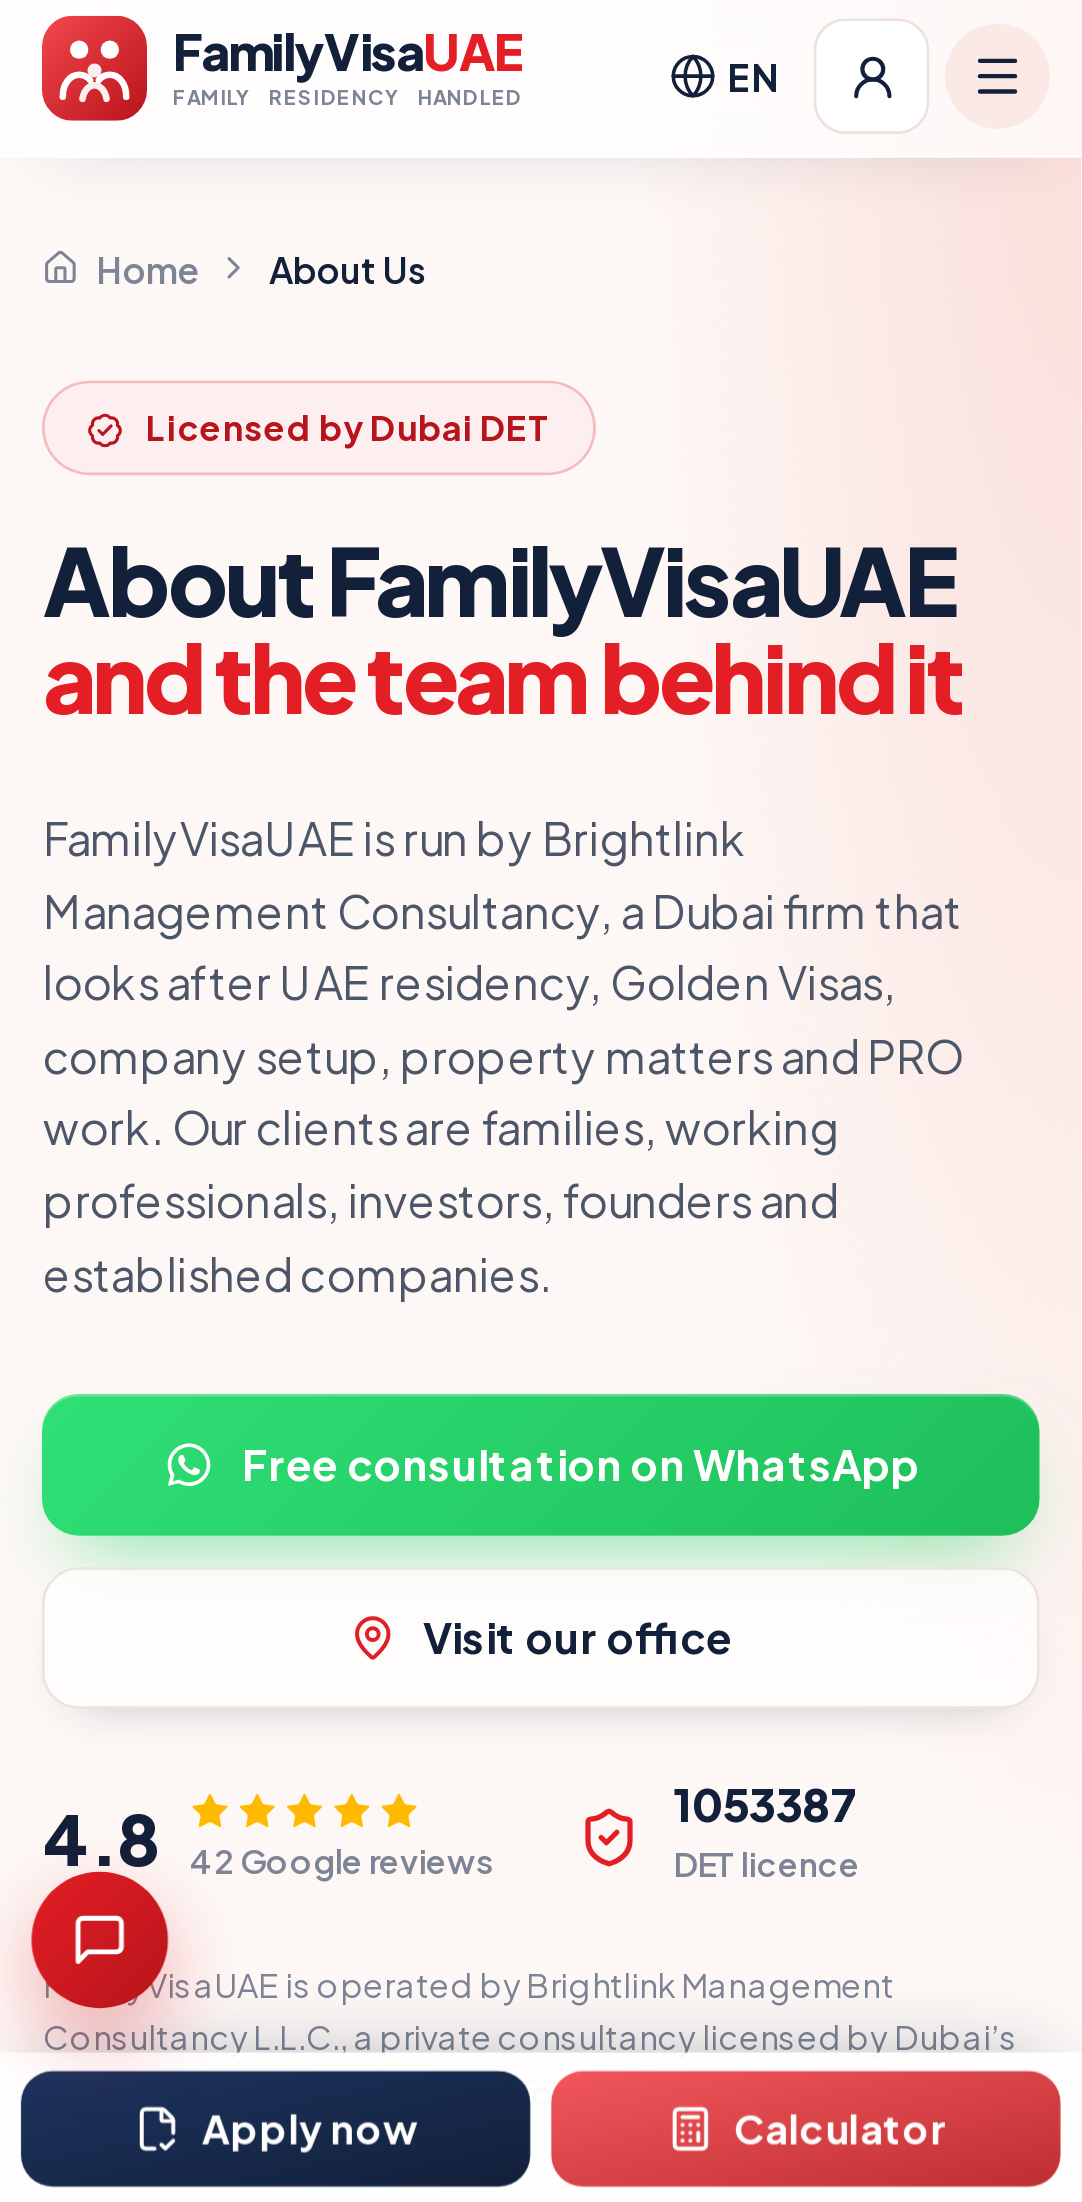 FamilyVisaUAE
FAMILY RESIDENCY HANDLED
EN
Home
About Us
Licensed by Dubai DET
About FamilyVisaUAE
and the team behind it
FamilyVisaUAE is run by Brightlink
Management Consultancy, a Dubai firm that
looks after UAE residency, Golden Visas,
company setup, property matters and PRO
work. Our clients are families, working
professionals, investors, founders and
established companies.
Free consultation on WhatsApp
Visit our office
4.8
42 Google reviews
1053387
DET licence
VisaUAE is operated by Brightlink Management
Consultancy L.L.C., a private consultancy licensed by Dubai’s
Apply now
Calculator